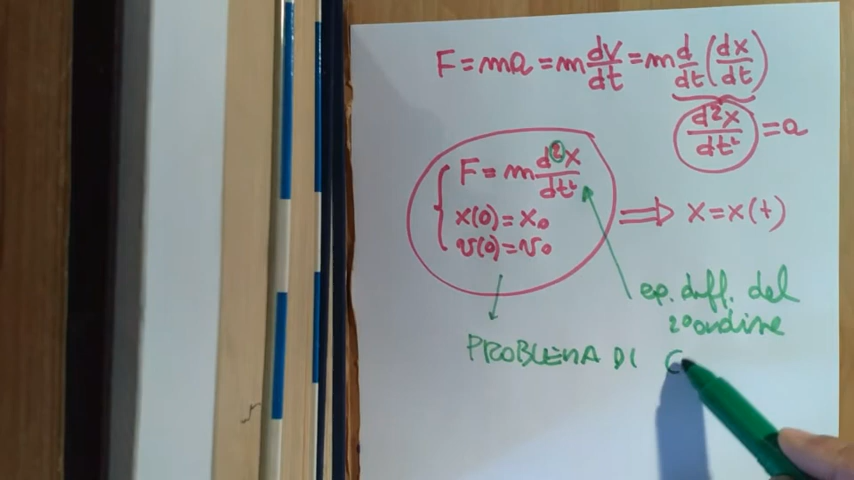 F = ma = m dv/dt = m d/dt (dx/dt)
d²x/dt² = a
F = m d²x/dt²
x(0) = x₀
v(0) = v₀
⟹ x = x(t)
eq. diff. del
2° ordine
PROBLEMA DI C